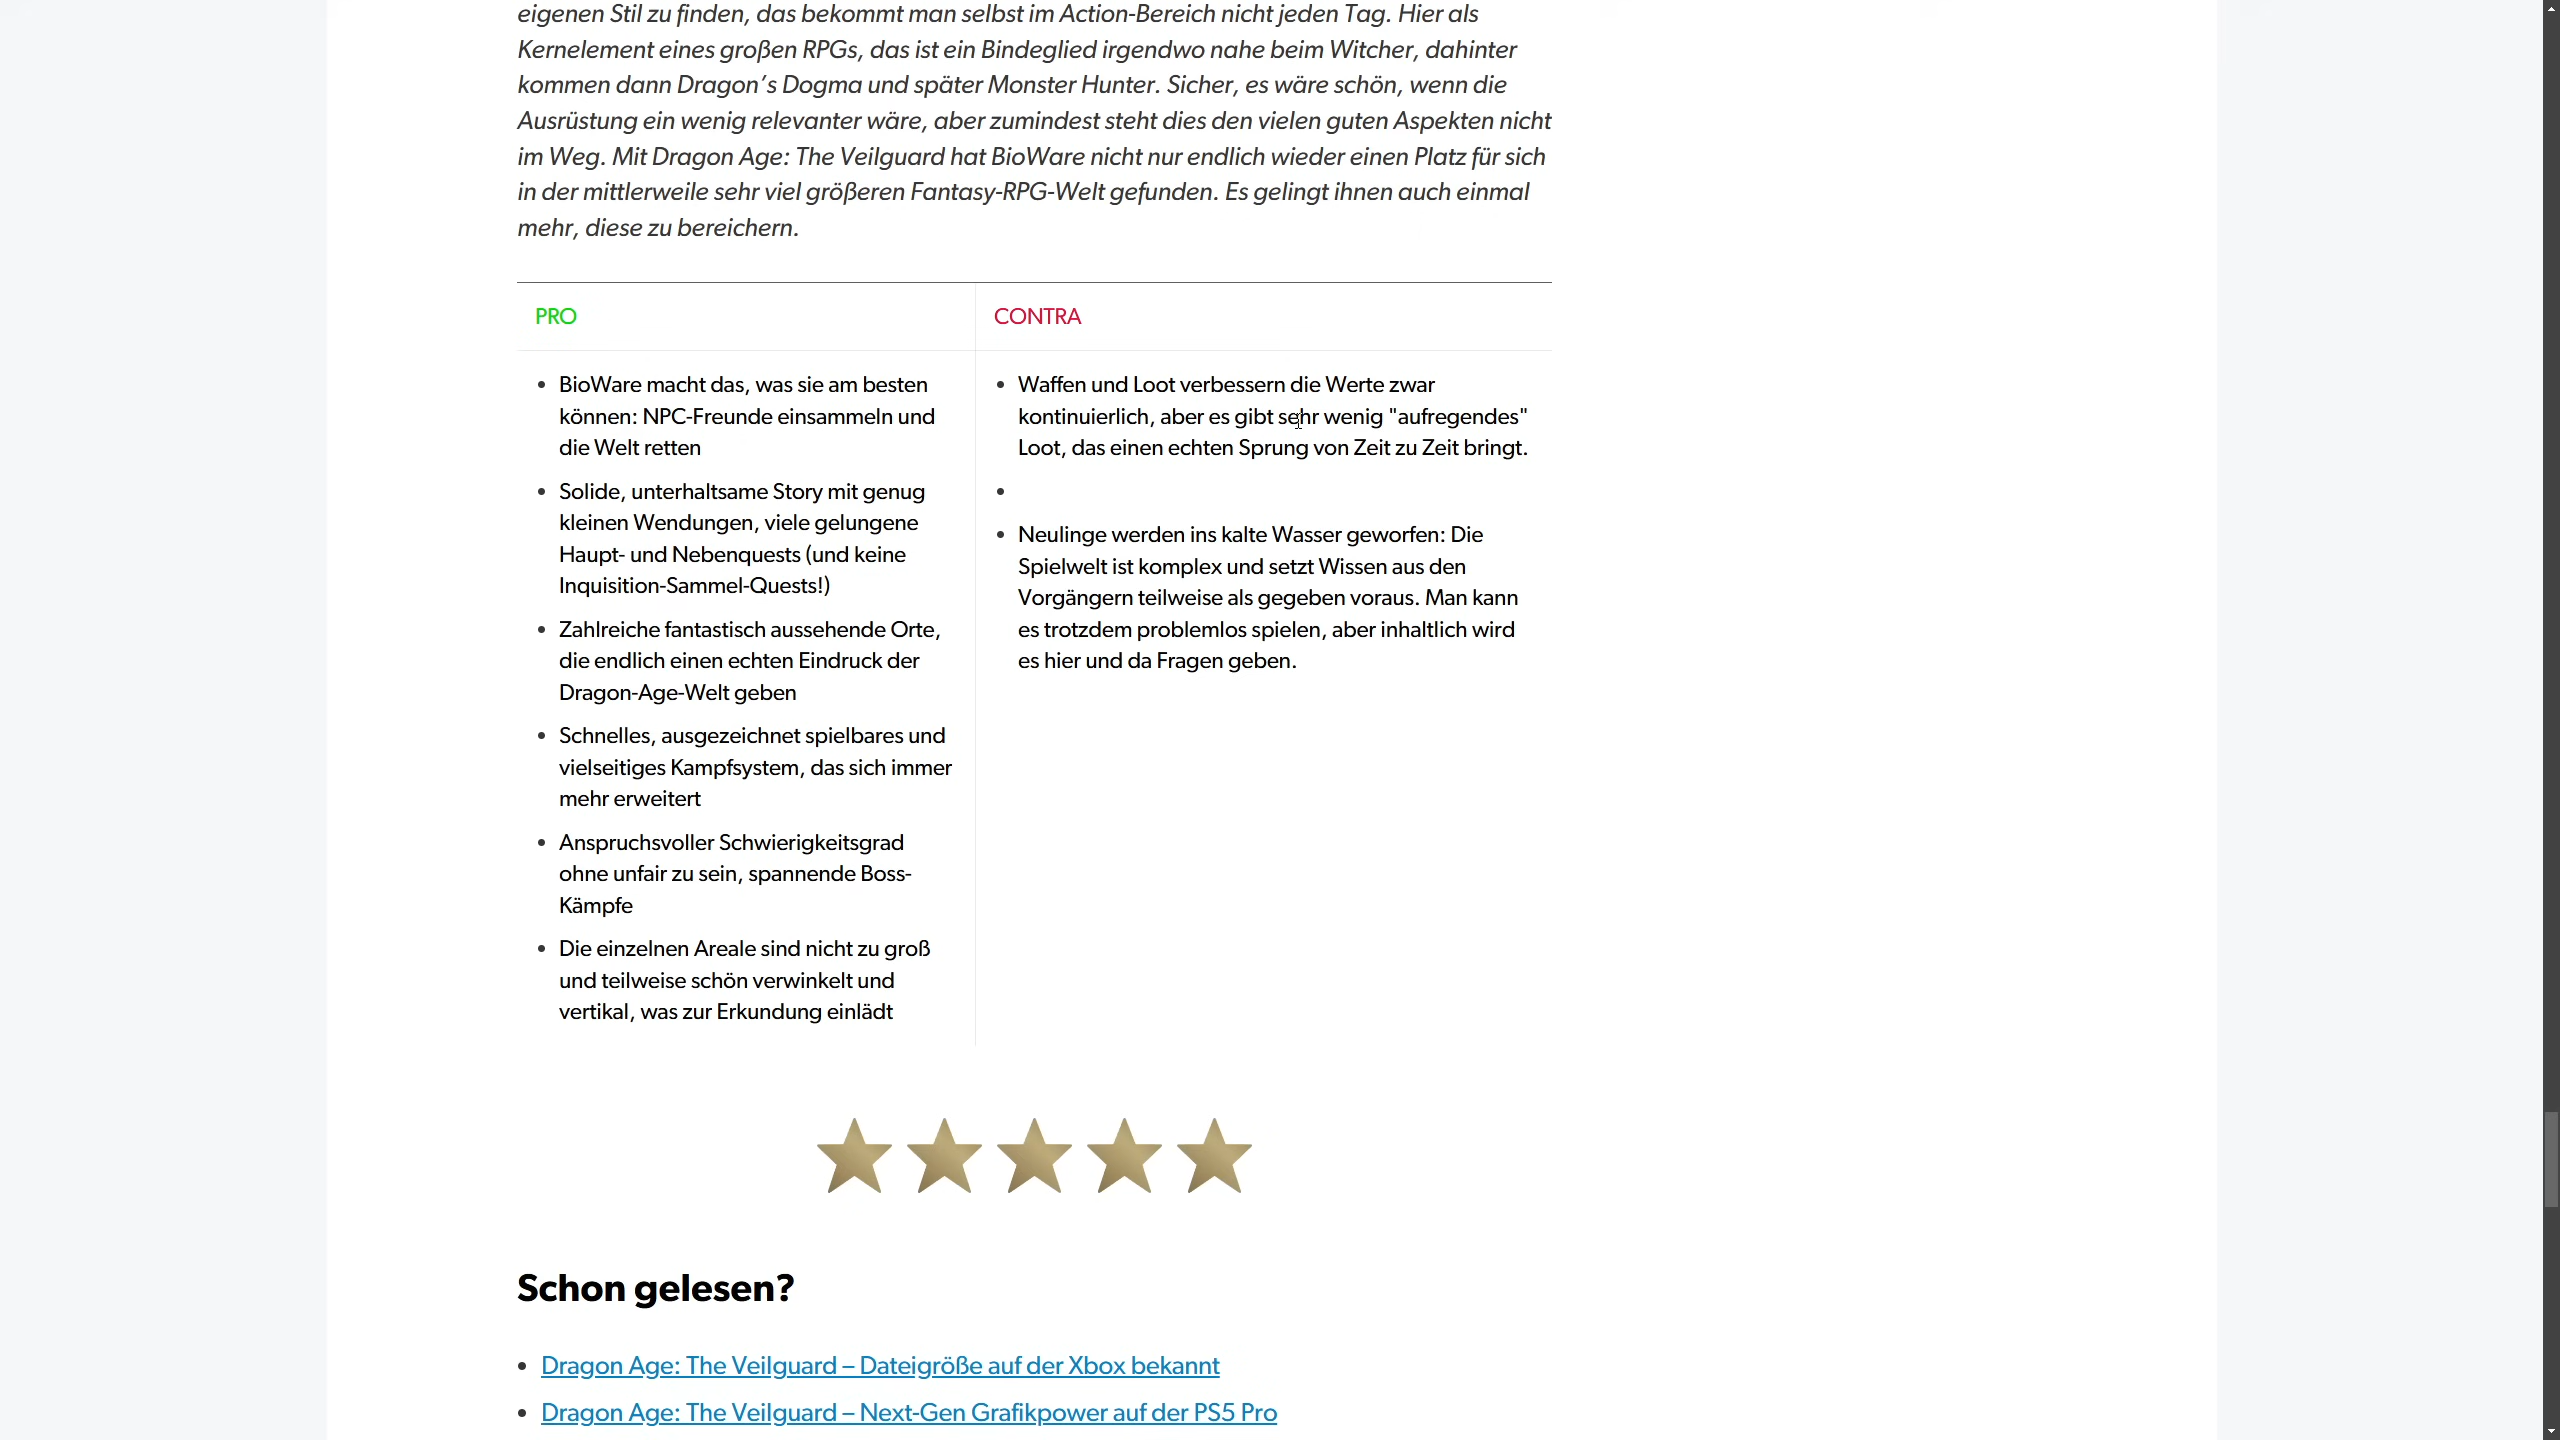 eigenen Stil zu finden, das bekommt man selbst im Action-Bereich nicht jeden Tag. Hier als
Kernelement eines großen RPGs, das ist ein Bindeglied irgendwo nahe beim Witcher, dahinter
kommen dann Dragon’s Dogma und später Monster Hunter. Sicher, es wäre schön, wenn die
Ausrüstung ein wenig relevanter wäre, aber zumindest steht dies den vielen guten Aspekten nicht
im Weg. Mit Dragon Age: The Veilguard hat BioWare nicht nur endlich wieder einen Platz für sich
in der mittlerweile sehr viel größeren Fantasy-RPG-Welt gefunden. Es gelingt ihnen auch einmal
mehr, diese zu bereichern.
PRO
• BioWare macht das, was sie am besten
können: NPC-Freunde einsammeln und
die Welt retten
• Solide, unterhaltsame Story mit genug
kleinen Wendungen, viele gelungene
Haupt- und Nebenquests (und keine
Inquisition-Sammel-Quests!)
• Zahlreiche fantastisch aussehende Orte,
die endlich einen echten Eindruck der
Dragon-Age-Welt geben
• Schnelles, ausgezeichnet spielbares und
vielseitiges Kampfsystem, das sich immer
mehr erweitert
• Anspruchsvoller Schwierigkeitsgrad
ohne unfair zu sein, spannende Boss-
Kämpfe
• Die einzelnen Areale sind nicht zu groß
und teilweise schön verwinkelt und
vertikal, was zur Erkundung einlädt
CONTRA
• Waffen und Loot verbessern die Werte zwar
kontinuierlich, aber es gibt sehr wenig "aufregendes"
Loot, das einen echten Sprung von Zeit zu Zeit bringt.
•
• Neulinge werden ins kalte Wasser geworfen: Die
Spielwelt ist komplex und setzt Wissen aus den
Vorgängern teilweise als gegeben voraus. Man kann
es trotzdem problemlos spielen, aber inhaltlich wird
es hier und da Fragen geben.
Schon gelesen?
• Dragon Age: The Veilguard – Dateigröße auf der Xbox bekannt
• Dragon Age: The Veilguard – Next-Gen Grafikpower auf der PS5 Pro